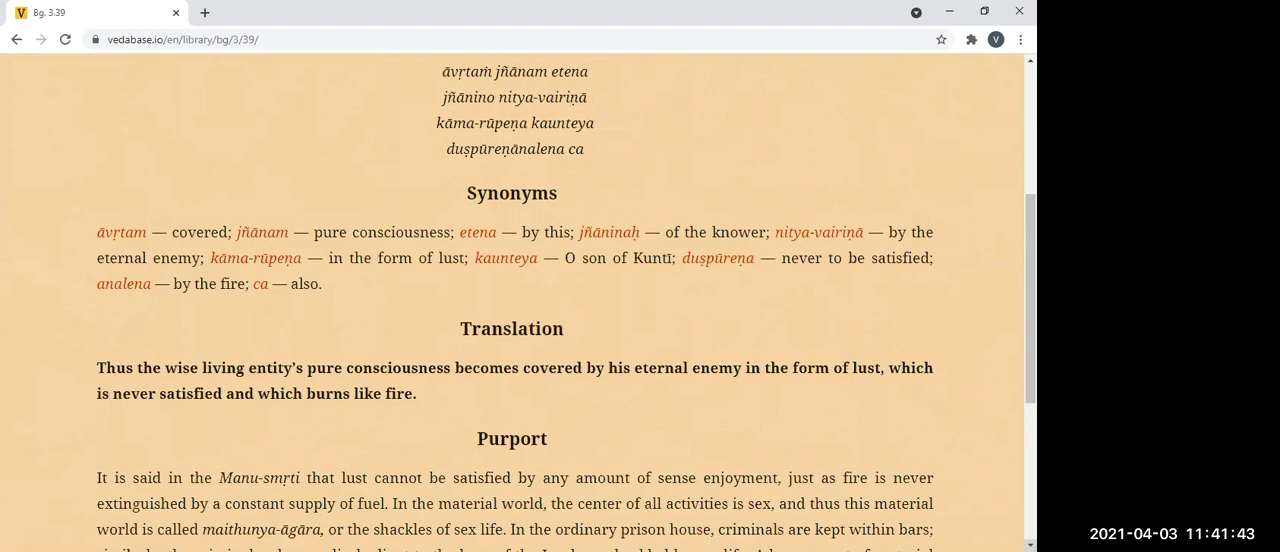 Bg. 3.39
vedabase.io/en/library/bg/3/39/
V
āvṛtaṁ jñānam etena
jñānino nitya-vairiṇā
kāma-rūpeṇa kaunteya
duṣpūreṇānalena ca
Synonyms
āvṛtam — covered; jñānam — pure consciousness; etena — by this; jñāninaḥ — of the knower; nitya-vairiṇā — by the
eternal enemy; kāma-rūpeṇa — in the form of lust; kaunteya — O son of Kuntī; duṣpūreṇa — never to be satisfied;
analena — by the fire; ca — also.
Translation
Thus the wise living entity’s pure consciousness becomes covered by his eternal enemy in the form of lust, which
is never satisfied and which burns like fire.
Purport
It is said in the Manu-smṛti that lust cannot be satisfied by any amount of sense enjoyment, just as fire is never
extinguished by a constant supply of fuel. In the material world, the center of all activities is sex, and thus this material
world is called maithunya-āgāra, or the shackles of sex life. In the ordinary prison house, criminals are kept within bars;
2021-04-03 11:41:43